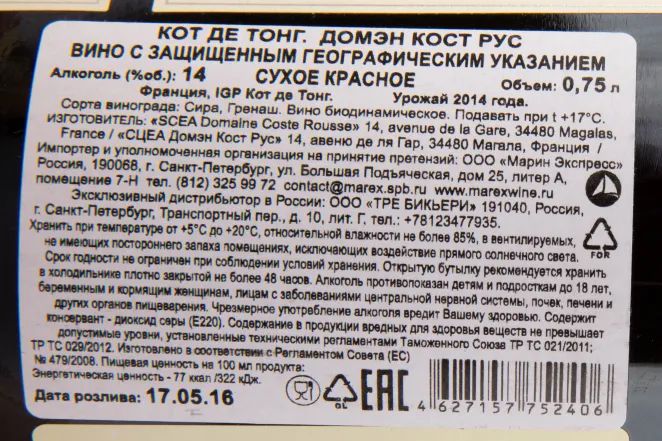 КОТ ДЕ ТОНГ. ДОМЭН КОСТ РУС
ВИНО С ЗАЩИЩЕННЫМ ГЕОГРАФИЧЕСКИМ УКАЗАНИЕМ
Алкоголь (%об.): 14 СУХОЕ КРАСНОЕ Объем: 0,75 л
Франция, IGP Кот де Тонг. Урожай 2014 года.
Сорта винограда: Сира, Гренаш. Вино биодинамическое. Подавать при t +17°C.
ИЗГОТОВИТЕЛЬ: «SCEA Domaine Coste Rousse» 14, avenue de la Gare, 34480 Magalas,
France / «СЦЕА Домэн Кост Рус» 14, авеню де ля Гар, 34480 Магала, Франция /
Импортер и уполномоченная организация на принятие претензий: ООО «Марин Экспресс»
Россия, 190068, г. Санкт-Петербург, ул. Большая Подъяческая, дом 25, литер А,
помещение 7-Н тел. (812) 325 99 72 contact@marex.spb.ru www.marexwine.ru
Эксклюзивный дистрибьютор в России: ООО «ТРЕ БИКЬЕРИ» 191040, Россия,
г. Санкт-Петербург, Транспортный пер., д. 10, лит. Г, тел.: +78123477935.
Хранить при температуре от +5°C до +20°C, относительной влажности не более 85%, в вентилируемых,
не имеющих постороннего запаха помещениях, исключающих воздействие прямого солнечного света.
FOR
Срок годности не ограничен при соблюдении условий хранения. Открытую бутылку рекомендуется хранить
в холодильнике плотно закрытой не более 48 часов. Алкоголь противопоказан детям и подросткам до 18 лет,
беременным и кормящим женщинам, лицам с заболеваниями центральной нервной системы, почек, печени и
других органов пищеварения. Чрезмерное употребление алкоголя вредит Вашему здоровью. Содержит
консервант - диоксид серы (E220). Содержание в продукции вредных для здоровья веществ не превышает
допустимые уровни, установленные техническими регламентами Таможенного Союза ТР ТС 021/2011;
ТР ТС 029/2012. Изготовлено в соответствии с Регламентом Совета (ЕС)
№ 479/2008. Пищевая ценность на 100 мл продукта:
Энергетическая ценность - 77 ккал /322 кДж.
Дата розлива: 17.05.16
GL
EAC
4 627157 752406